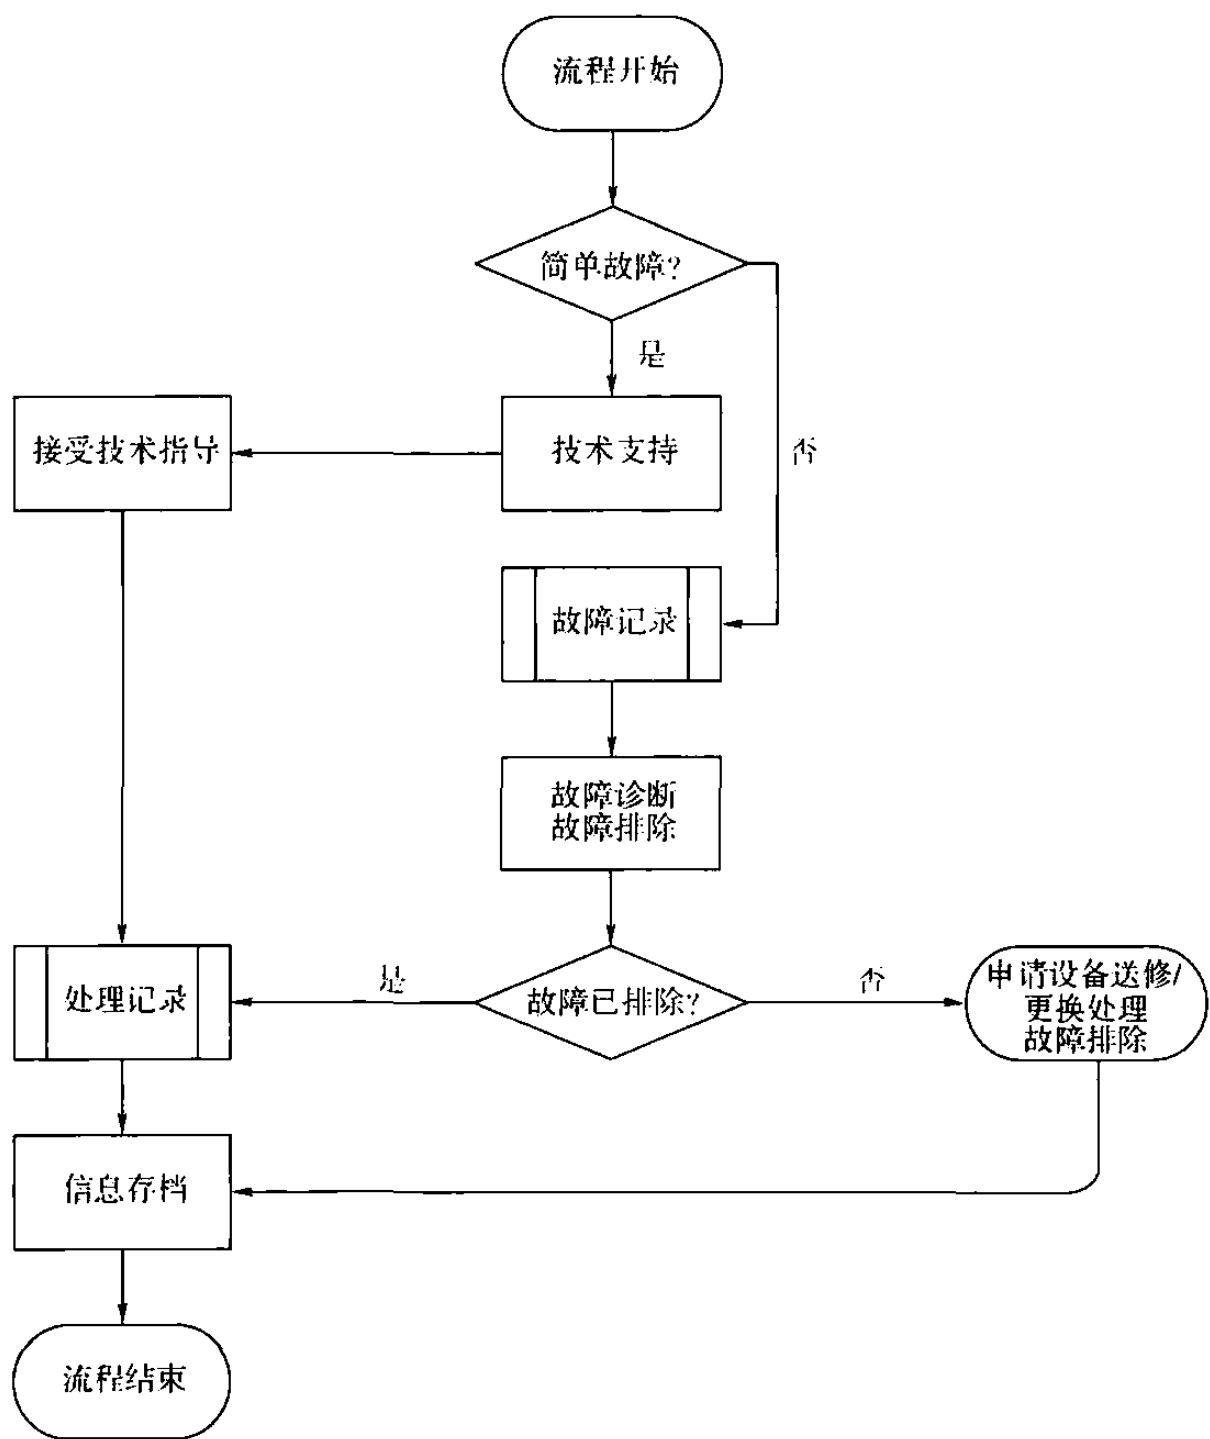 流程开始
简单故障?
是
接受技术指导
技术支持
否
故障记录
故障诊断
故障排除
处理记录
是
故障已排除?
否
申请设备送修/
更换处理
故障排除
信息存档
流程结束